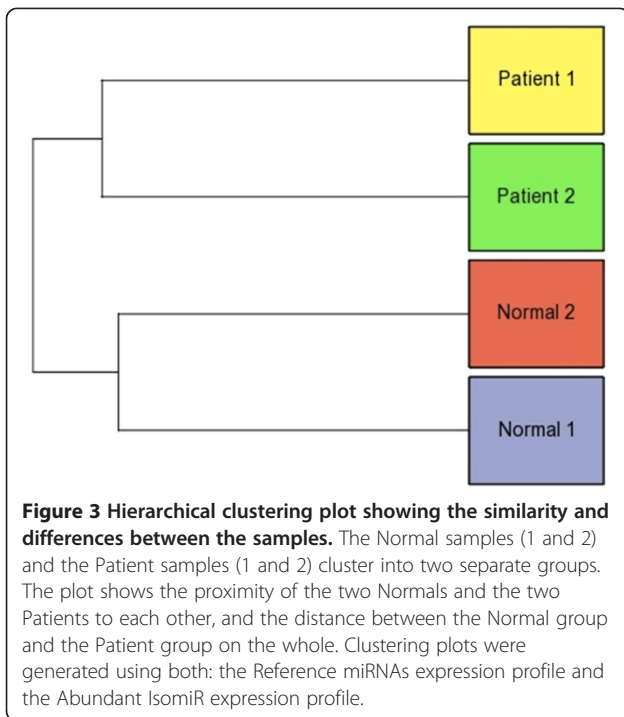 Patient 1
Patient 2
Normal 2
Normal 1
Figure 3 Hierarchical clustering plot showing the similarity and
differences between the samples. The Normal samples (1 and 2)
and the Patient samples (1 and 2) cluster into two separate groups.
The plot shows the proximity of the two Normals and the two
Patients to each other, and the distance between the Normal group
and the Patient group on the whole. Clustering plots were
generated using both: the Reference miRNAs expression profile and
the Abundant IsomiR expression profile.